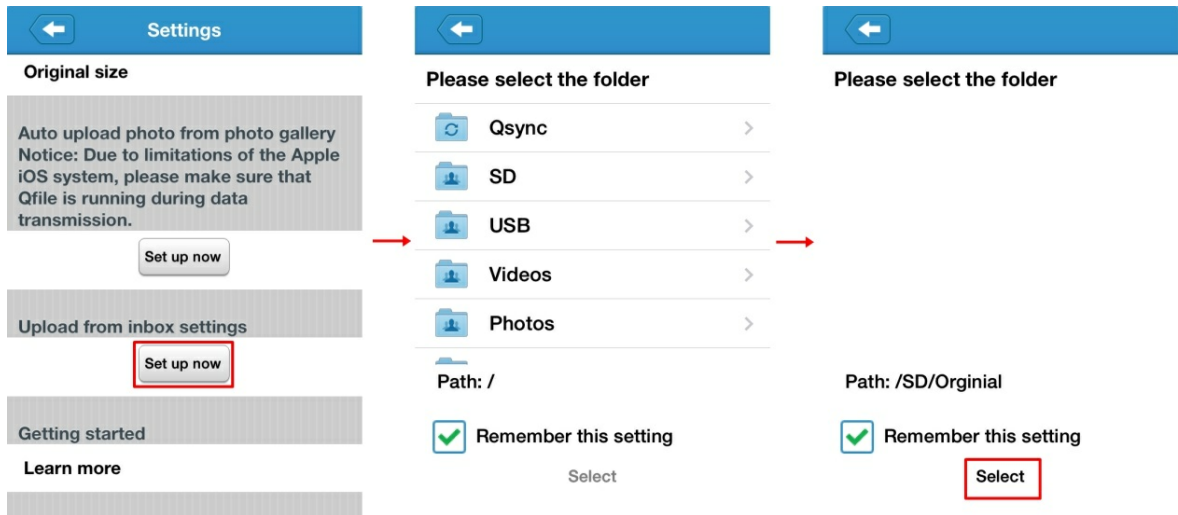 Settings
Original size
Auto upload photo from photo gallery
Notice: Due to limitations of the Apple
iOS system, please make sure that
Qfile is running during data
transmission.
Set up now
Upload from inbox settings
Set up now
Getting started
Learn more
Please select the folder
Qsync
SD
USB
Videos
Photos
Path: /
Remember this setting
Select
Please select the folder
Path: /SD/Orginial
Remember this setting
Select